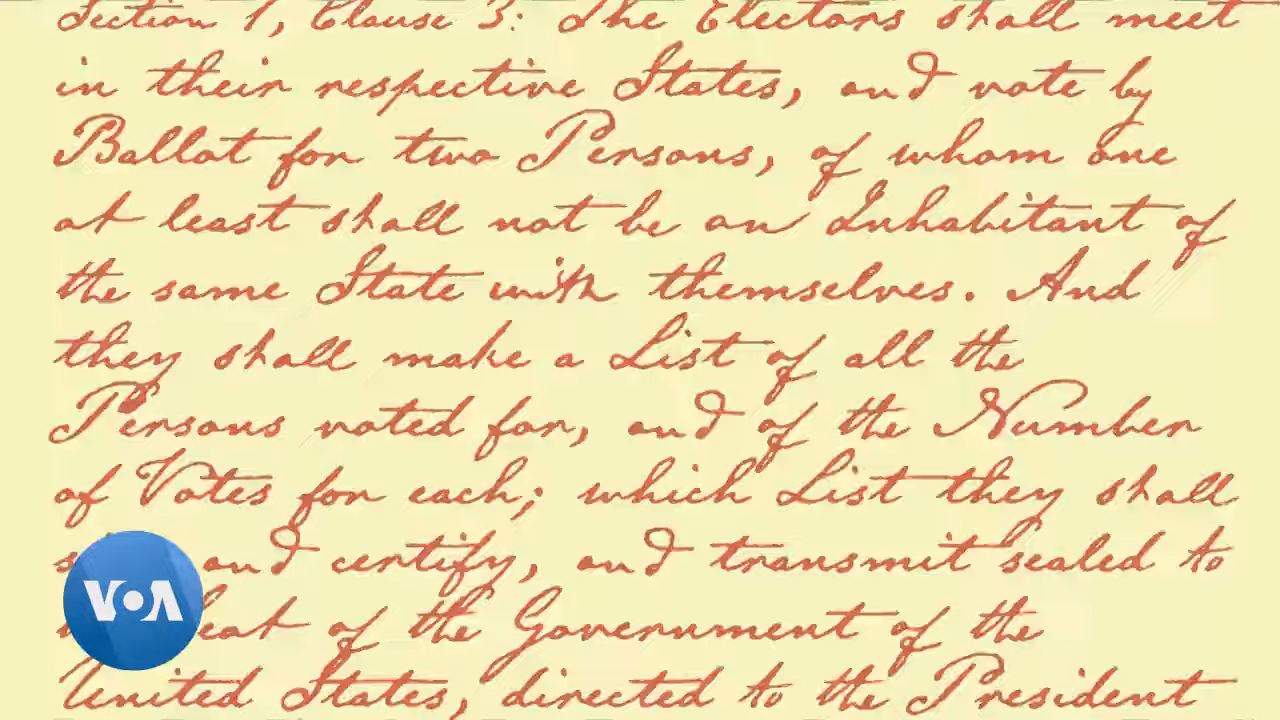 Section 1, Clause 3: The Electors shall meet
in their respective States, and vote by
Ballot for two Persons, of whom one
at least shall not be an Inhabitant of
the same State with themselves. And
they shall make a List of all the
Persons voted for, and of the Number
of Votes for each; which List they shall
and certify, and transmit sealed to
of the Government of the
United States, directed to the President
VOA